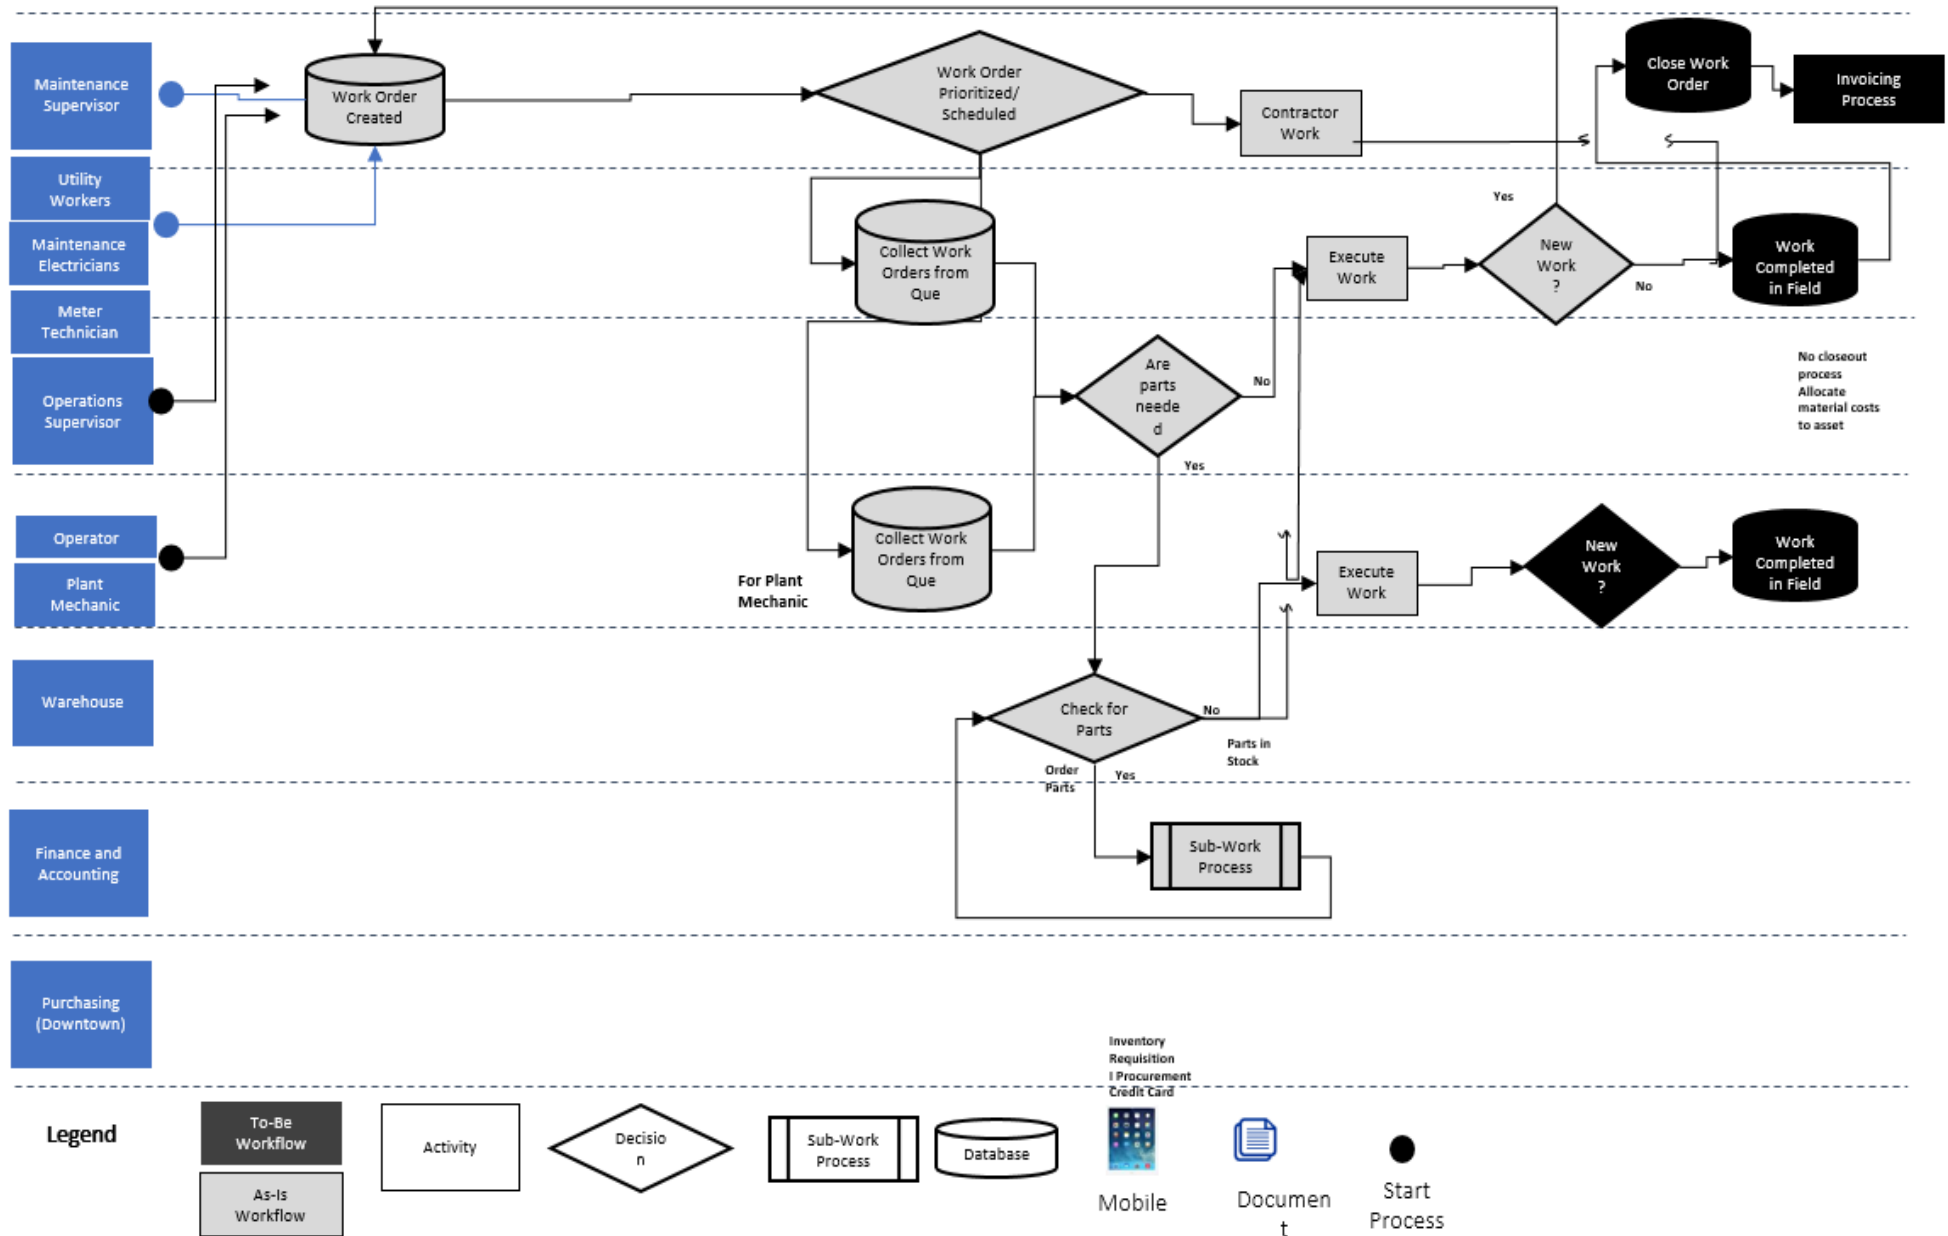 Maintenance
Supervisor
Work Order
Created
Work Order
Prioritized/
Scheduled
Contractor
Work
Close Work
Order
Invoicing
Process
Utility
Workers
Maintenance
Electricians
Meter
Technician
Operations
Supervisor
Collect Work
Orders from
Que
Execute
Work
Yes
New
Work
?
No
Work
Completed
in Field
Are
parts
neede
d
No
Yes
No closeout
process
Allocate
material costs
to asset
Operator
Plant
Mechanic
For Plant
Mechanic
Collect Work
Orders from
Que
Execute
Work
New
Work
?
Work
Completed
in Field
Warehouse
Check for
Parts
No
Parts in
Stock
Order
Parts
Yes
Finance and
Accounting
Sub-Work
Process
Purchasing
(Downtown)
Inventory
Requisition
I Procurement
Credit Card
Legend
To-Be
Workflow
As-Is
Workflow
Activity
Decisio
n
Sub-Work
Process
Database
Mobile
Documen
t
Start
Process